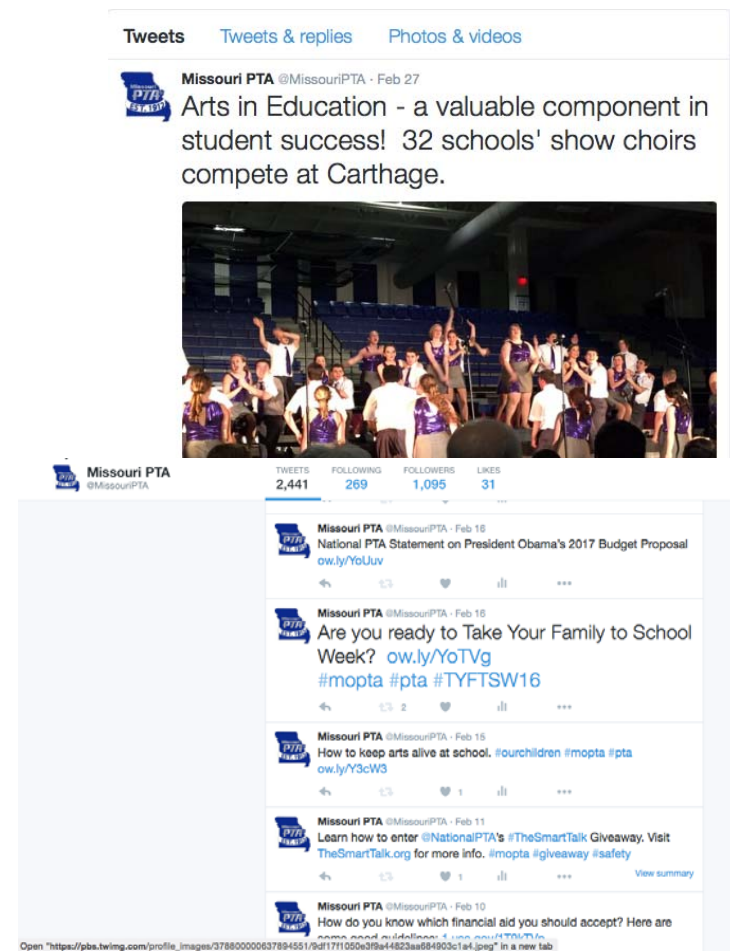 Tweets Tweets & replies Photos & videos
Missouri PTA @MissouriPTA · Feb 27
PTA
EST. 1917
Arts in Education - a valuable component in
student success! 32 schools' show choirs
compete at Carthage.
Missouri PTA
@MissouriPTA
TWEETS FOLLOWING FOLLOWERS LIKES
2,441 269 1,095 31
Missouri PTA @MissouriPTA · Feb 16
National PTA Statement on President Obama's 2017 Budget Proposal
ow.ly/YoUuv
Missouri PTA @MissouriPTA · Feb 16
Are you ready to Take Your Family to School
Week? ow.ly/YoTVg
#mopta #pta #TYFTSW16
2
Missouri PTA @MissouriPTA · Feb 15
How to keep arts alive at school. #ourchildren #mopta #pta
ow.ly/Y3cW3
1
Missouri PTA @MissouriPTA · Feb 11
Learn how to enter @NationalPTA's #TheSmartTalk Giveaway. Visit
TheSmartTalk.org for more info. #mopta #giveaway #safety
1 View summary
Missouri PTA @MissouriPTA · Feb 10
How do you know which financial aid you should accept? Here are
some good guidelines:
Open "https://pbs.twimg.com/profile_images/378800000637894551/9df17f1050e3f9a44823aa684903c1a4.jpeg" in a new tab